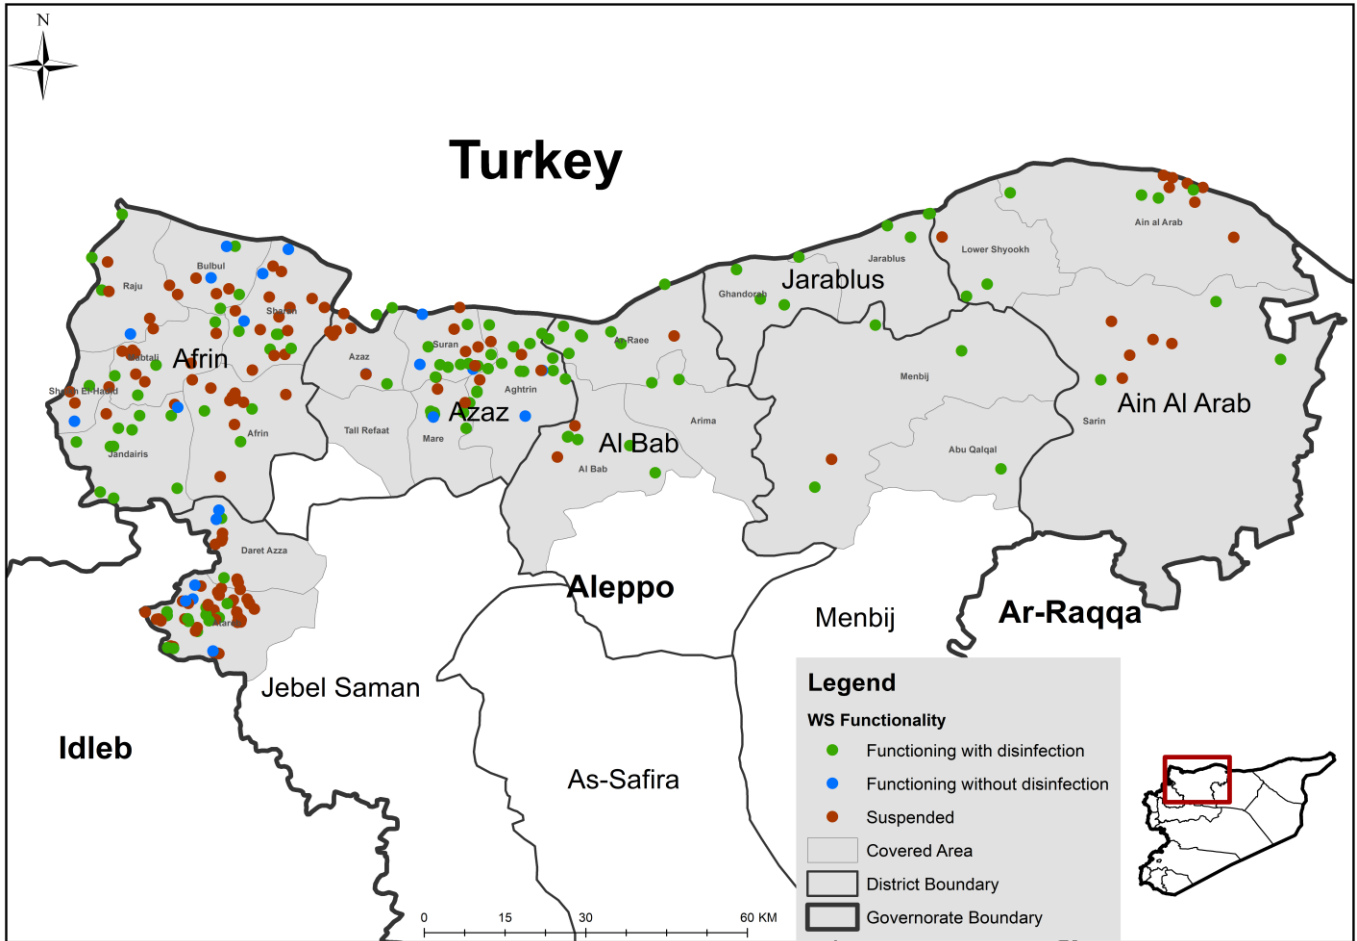 N
Turkey
Ain al Arab
Lower Shyookh
Jarablus
Bulbul
Raju
Jarablus
Ghandorah
Sharan
Suran
Ar-Raee
Azaz
Afrin
Menbij
Aghtrin
Ain Al Arab
Azaz
Sarin
Arima
Tall Refaat
Mare
Afrin
Al Bab
Abu Qalqal
Jandairis
Al Bab
Daret Azza
Aleppo
Ar-Raqqa
Menbij
Jebel Saman
Idleb
As-Safira
Legend
WS Functionality
Functioning with disinfection
Functioning without disinfection
Suspended
Covered Area
District Boundary
Governorate Boundary
0 15 30 60 KM